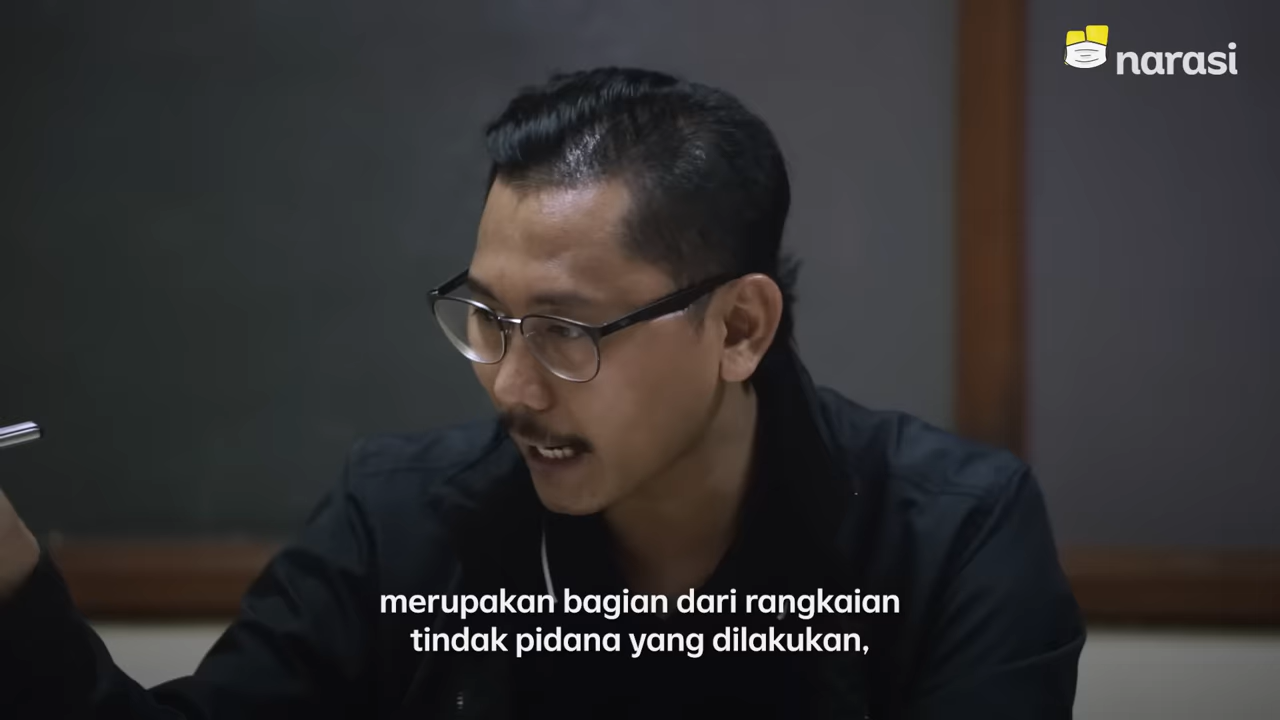 narasi
merupakan bagian dari rangkaian
tindak pidana yang dilakukan,